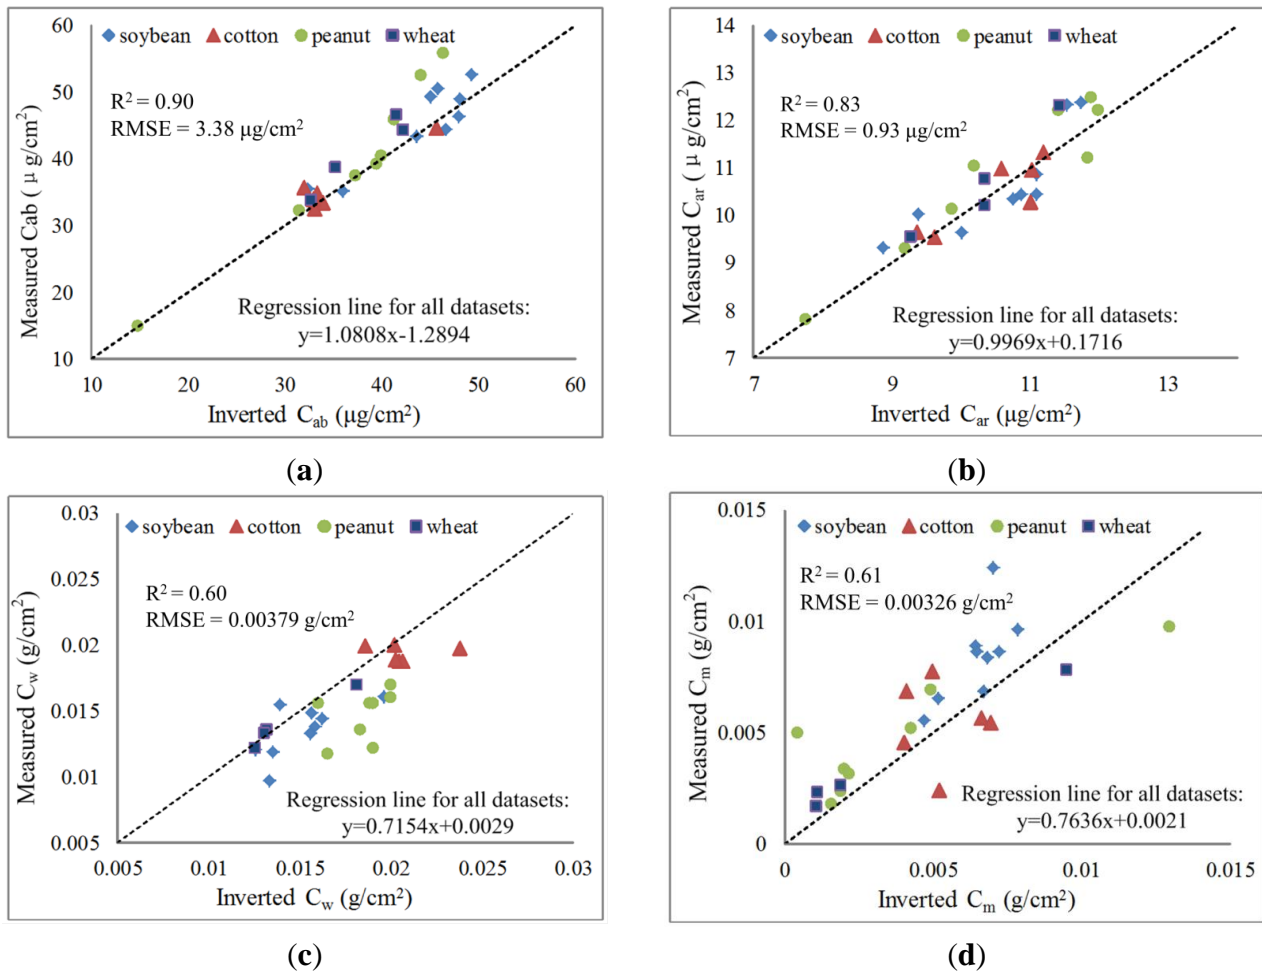 60
50
40
30
20
10
Measured Cab ( μ g/cm²)
soybean cotton peanut wheat
R² = 0.90
RMSE = 3.38 μg/cm²
Regression line for all datasets:
y=1.0808x-1.2894
10 20 30 40 50 60
Inverted C_ab (μg/cm²)
(a)
14
13
12
11
10
9
8
7
Measured C_ar ( μ g/cm²)
soybean cotton peanut wheat
R² = 0.83
RMSE = 0.93 μg/cm²
Regression line for all datasets:
y=0.9969x+0.1716
7 9 11 13
Inverted C_ar (μg/cm²)
(b)
0.03
0.025
0.02
0.015
0.01
0.005
Measured C_w (g/cm²)
soybean cotton peanut wheat
R² = 0.60
RMSE = 0.00379 g/cm²
Regression line for all datasets:
y=0.7154x+0.0029
0.005 0.01 0.015 0.02 0.025 0.03
Inverted C_w (g/cm²)
(c)
0.015
0.01
0.005
0
Measured C_m (g/cm²)
soybean cotton peanut wheat
R² = 0.61
RMSE = 0.00326 g/cm²
Regression line for all datasets:
y=0.7636x+0.0021
0 0.005 0.01 0.015
Inverted C_m (g/cm²)
(d)